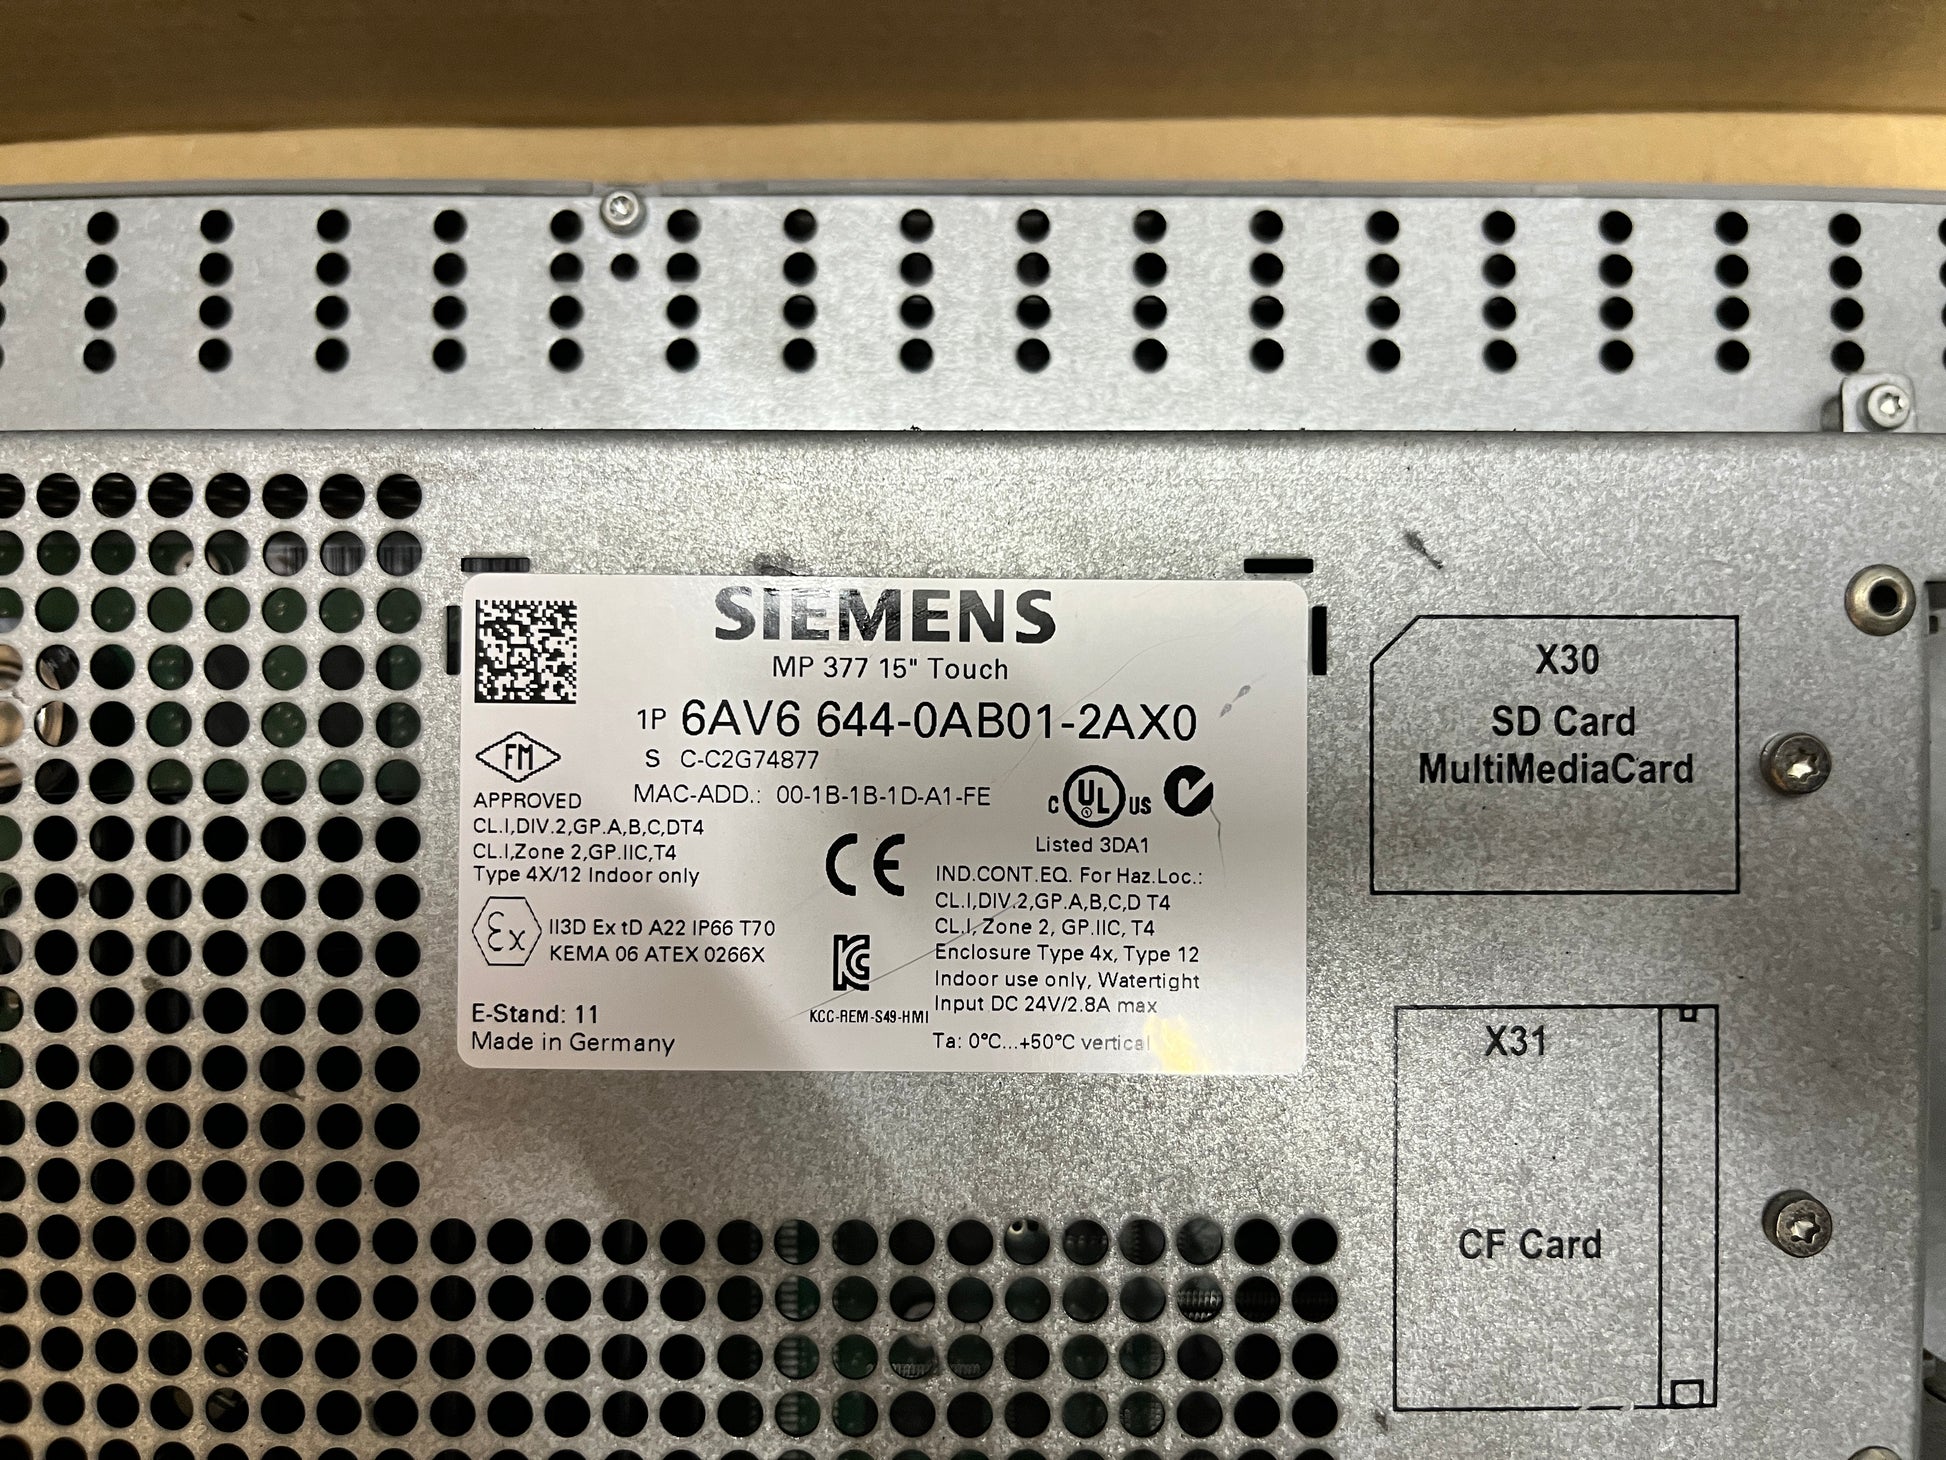 SIEMENS
MP 377 15" Touch
1P 6AV6 644-0AB01-2AX0
S C-C2G74877
MAC-ADD.: 00-1B-1B-1D-A1-FE
FM
APPROVED
CL.I,DIV.2,GP.A,B,C,DT4
CL.I,Zone 2,GP.IIC,T4
Type 4X/12 Indoor only
Ex
II3D Ex tD A22 IP66 T70
KEMA 06 ATEX 0266X
E-Stand: 11
Made in Germany
CE
KC
KCC-REM-S49-HMI
C UL US
Listed 3DA1
IND.CONT.EQ. For Haz.Loc.:
CL.I,DIV.2,GP.A,B,C,D T4
CL.I, Zone 2, GP.IIC, T4
Enclosure Type 4x, Type 12
Indoor use only, Watertight
Input DC 24V/2.8A max
Ta: 0°C...+50°C vertical
X30
SD Card
MultiMediaCard
X31
CF Card